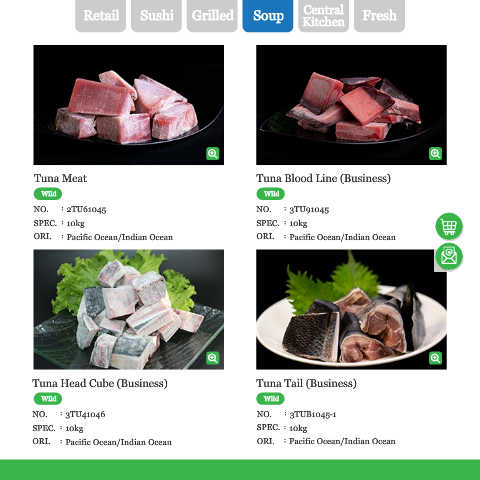 Retail
Sushi
Grilled
Soup
Central
Kitchen
Fresh
Tuna Meat
Wild
NO. : 2TU61045
SPEC. : 10kg
ORI. : Pacific Ocean/Indian Ocean
Tuna Blood Line (Business)
Wild
NO. : 3TU91045
SPEC. : 10kg
ORI. : Pacific Ocean/Indian Ocean
Tuna Head Cube (Business)
Wild
NO. : 3TU41046
SPEC. : 10kg
ORI. : Pacific Ocean/Indian Ocean
Tuna Tail (Business)
Wild
NO. : 3TUB1045-1
SPEC. : 10kg
ORI. : Pacific Ocean/Indian Ocean